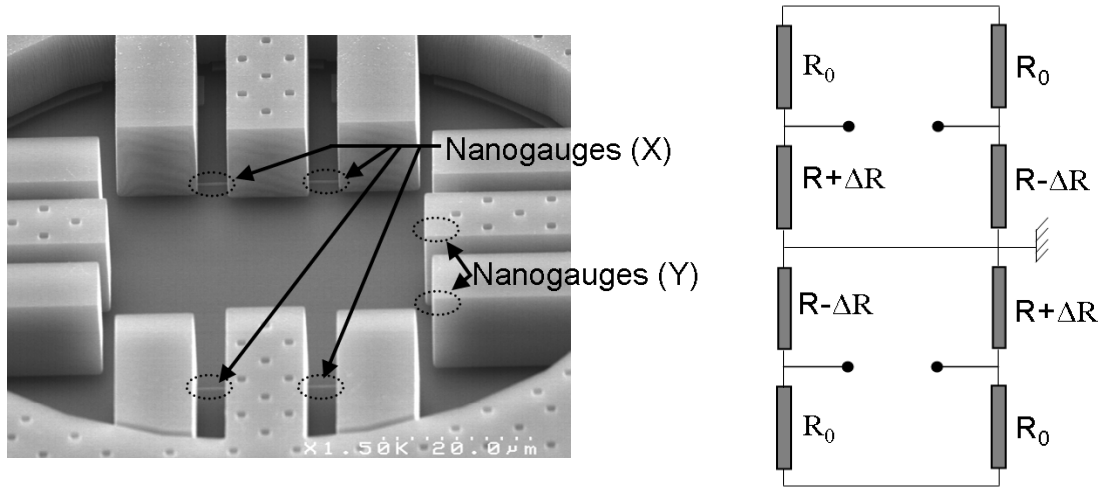 Nanogauges (X)
Nanogauges (Y)
X1.50K 20.0μm
R₀
R₀
R+ΔR
R-ΔR
R-ΔR
R+ΔR
R₀
R₀